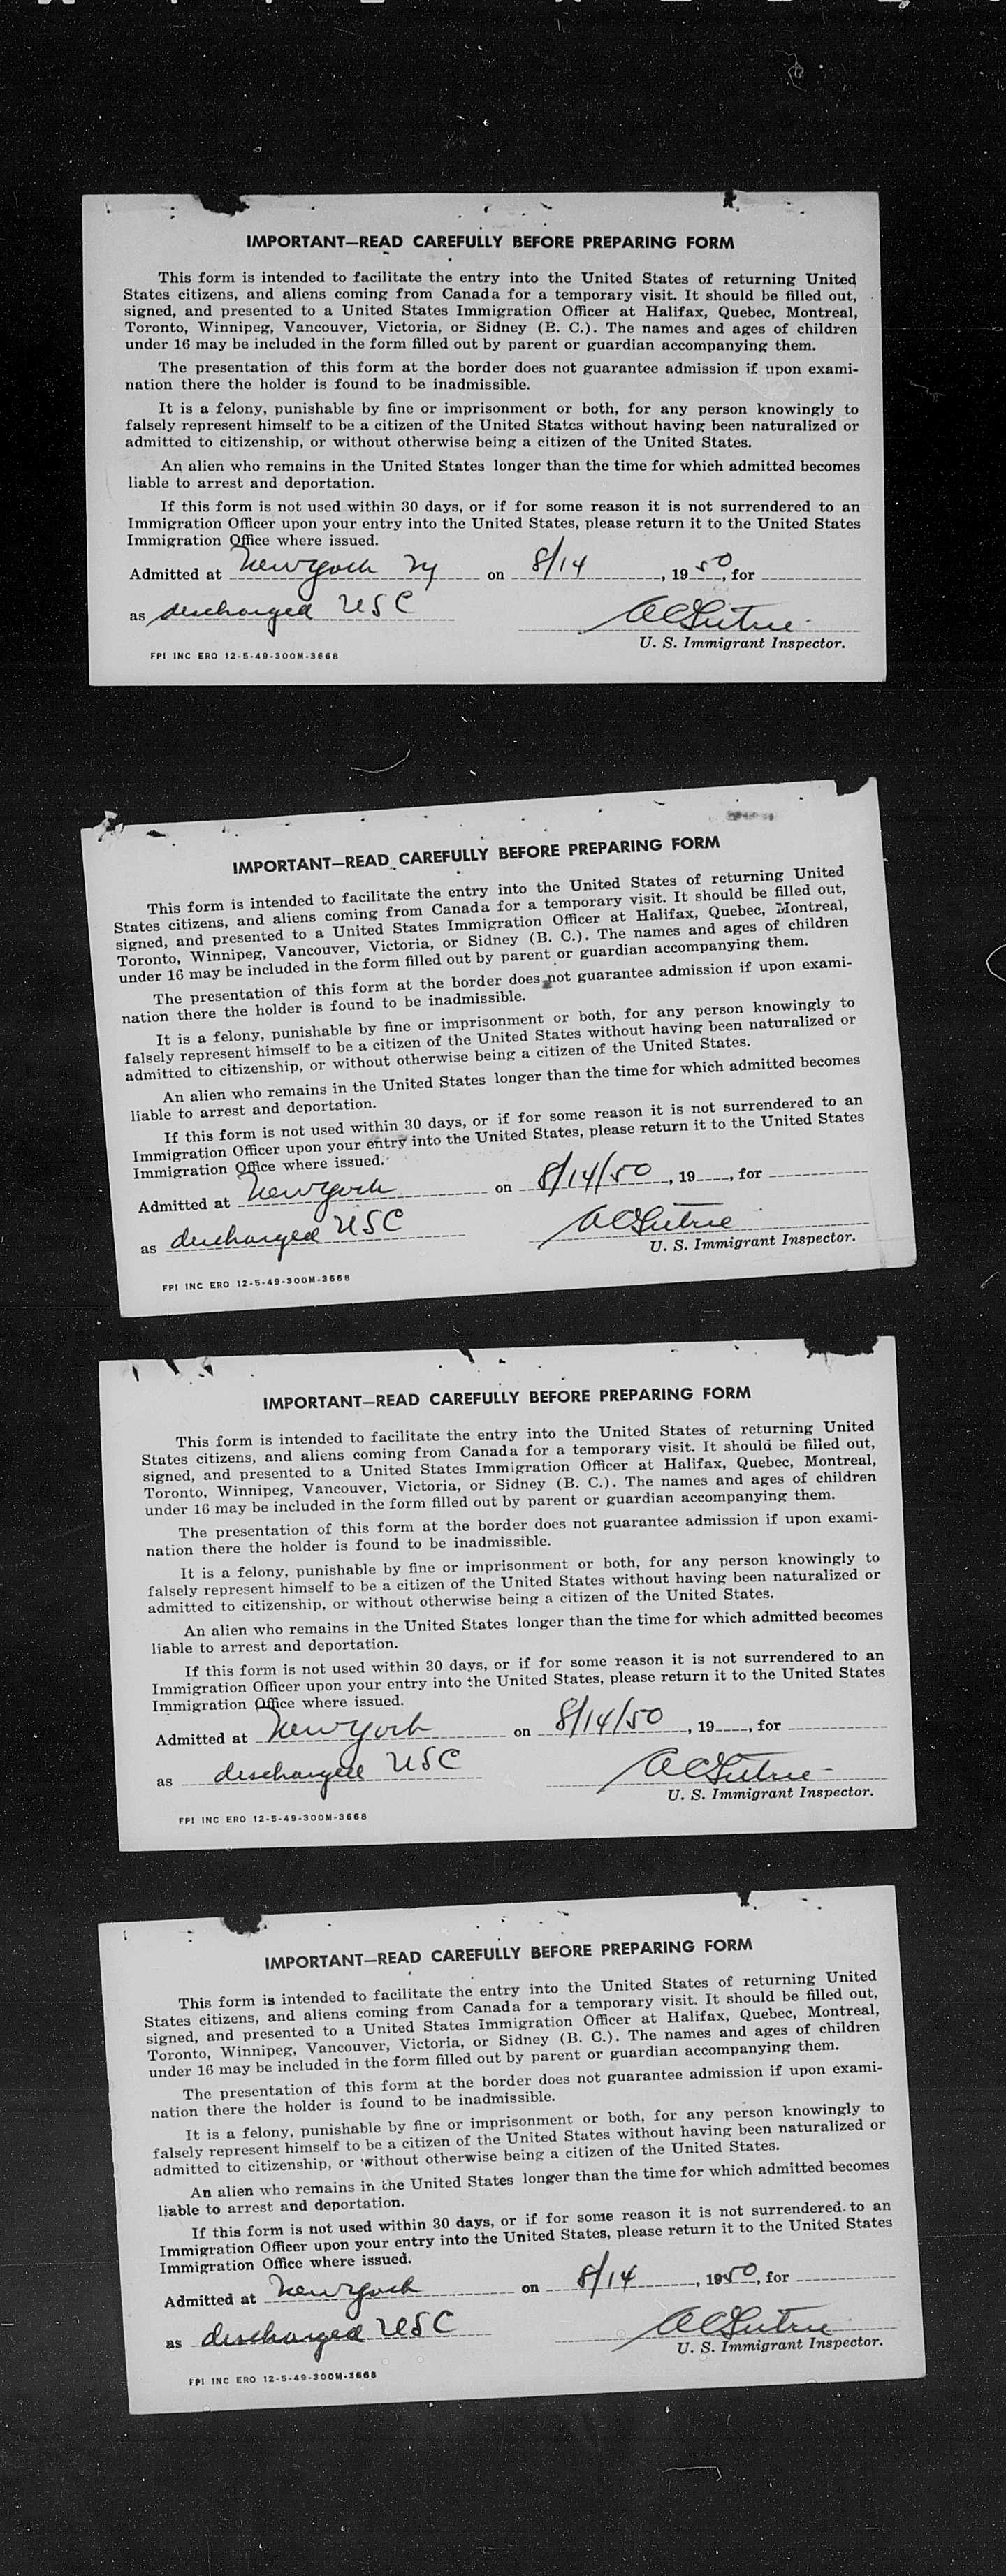 IMPORTANT—READ CAREFULLY BEFORE PREPARING FORM
This form is intended to facilitate the entry into the United States of returning United
States citizens, and aliens coming from Canada for a temporary visit. It should be filled out,
signed, and presented to a United States Immigration Officer at Halifax, Quebec, Montreal,
Toronto, Winnipeg, Vancouver, Victoria, or Sidney (B. C.). The names and ages of children
under 16 may be included in the form filled out by parent or guardian accompanying them.
The presentation of this form at the border does not guarantee admission if upon exami-
nation there the holder is found to be inadmissible.
It is a felony, punishable by fine or imprisonment or both, for any person knowingly to
falsely represent himself to be a citizen of the United States without having been naturalized or
admitted to citizenship, or without otherwise being a citizen of the United States.
An alien who remains in the United States longer than the time for which admitted becomes
liable to arrest and deportation.
If this form is not used within 30 days, or if for some reason it is not surrendered to an
Immigration Officer upon your entry into the United States, please return it to the United States
Immigration Office where issued.
Admitted at New York NY on 8/14, 1950, for
as discharged USC
U. S. Immigrant Inspector.
FPI INC ERO 12-5-49-300M-3668
IMPORTANT—READ CAREFULLY BEFORE PREPARING FORM
This form is intended to facilitate the entry into the United States of returning United
States citizens, and aliens coming from Canada for a temporary visit. It should be filled out,
signed, and presented to a United States Immigration Officer at Halifax, Quebec, Montreal,
Toronto, Winnipeg, Vancouver, Victoria, or Sidney (B. C.). The names and ages of children
under 16 may be included in the form filled out by parent or guardian accompanying them.
The presentation of this form at the border does not guarantee admission if upon exami-
nation there the holder is found to be inadmissible.
It is a felony, punishable by fine or imprisonment or both, for any person knowingly to
falsely represent himself to be a citizen of the United States without having been naturalized or
admitted to citizenship, or without otherwise being a citizen of the United States.
An alien who remains in the United States longer than the time for which admitted becomes
liable to arrest and deportation.
If this form is not used within 30 days, or if for some reason it is not surrendered to an
Immigration Officer upon your entry into the United States, please return it to the United States
Immigration Office where issued.
Admitted at New York on 8/14/50, 19, for
as discharged USC
U. S. Immigrant Inspector.
FPI INC ERO 12-5-49-300M-3668
IMPORTANT—READ CAREFULLY BEFORE PREPARING FORM
This form is intended to facilitate the entry into the United States of returning United
States citizens, and aliens coming from Canada for a temporary visit. It should be filled out,
signed, and presented to a United States Immigration Officer at Halifax, Quebec, Montreal,
Toronto, Winnipeg, Vancouver, Victoria, or Sidney (B. C.). The names and ages of children
under 16 may be included in the form filled out by parent or guardian accompanying them.
The presentation of this form at the border does not guarantee admission if upon exami-
nation there the holder is found to be inadmissible.
It is a felony, punishable by fine or imprisonment or both, for any person knowingly to
falsely represent himself to be a citizen of the United States without having been naturalized or
admitted to citizenship, or without otherwise being a citizen of the United States.
An alien who remains in the United States longer than the time for which admitted becomes
liable to arrest and deportation.
If this form is not used within 30 days, or if for some reason it is not surrendered to an
Immigration Officer upon your entry into the United States, please return it to the United States
Immigration Office where issued.
Admitted at New York on 8/14/50, 19, for
as discharged USC
U. S. Immigrant Inspector.
FPI INC ERO 12-5-49-300M-3668
IMPORTANT—READ CAREFULLY BEFORE PREPARING FORM
This form is intended to facilitate the entry into the United States of returning United
States citizens, and aliens coming from Canada for a temporary visit. It should be filled out,
signed, and presented to a United States Immigration Officer at Halifax, Quebec, Montreal,
Toronto, Winnipeg, Vancouver, Victoria, or Sidney (B. C.). The names and ages of children
under 16 may be included in the form filled out by parent or guardian accompanying them.
The presentation of this form at the border does not guarantee admission if upon exami-
nation there the holder is found to be inadmissible.
It is a felony, punishable by fine or imprisonment or both, for any person knowingly to
falsely represent himself to be a citizen of the United States without having been naturalized or
admitted to citizenship, or without otherwise being a citizen of the United States.
An alien who remains in the United States longer than the time for which admitted becomes
liable to arrest and deportation.
If this form is not used within 30 days, or if for some reason it is not surrendered to an
Immigration Officer upon your entry into the United States, please return it to the United States
Immigration Office where issued.
Admitted at New York on 8/14, 1950, for
as discharged USC
U. S. Immigrant Inspector.
FPI INC ERO 12-5-49-300M-3668